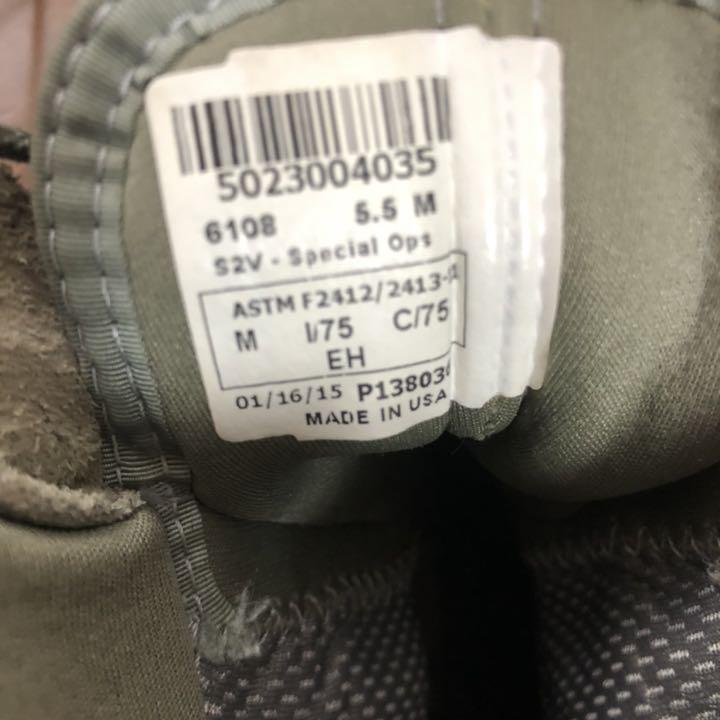 5023004035
6108 5.5 M
S2V - Special Ops
ASTM F2412/2413-
M I/75 C/75
EH
01/16/15 P13803
MADE IN USA